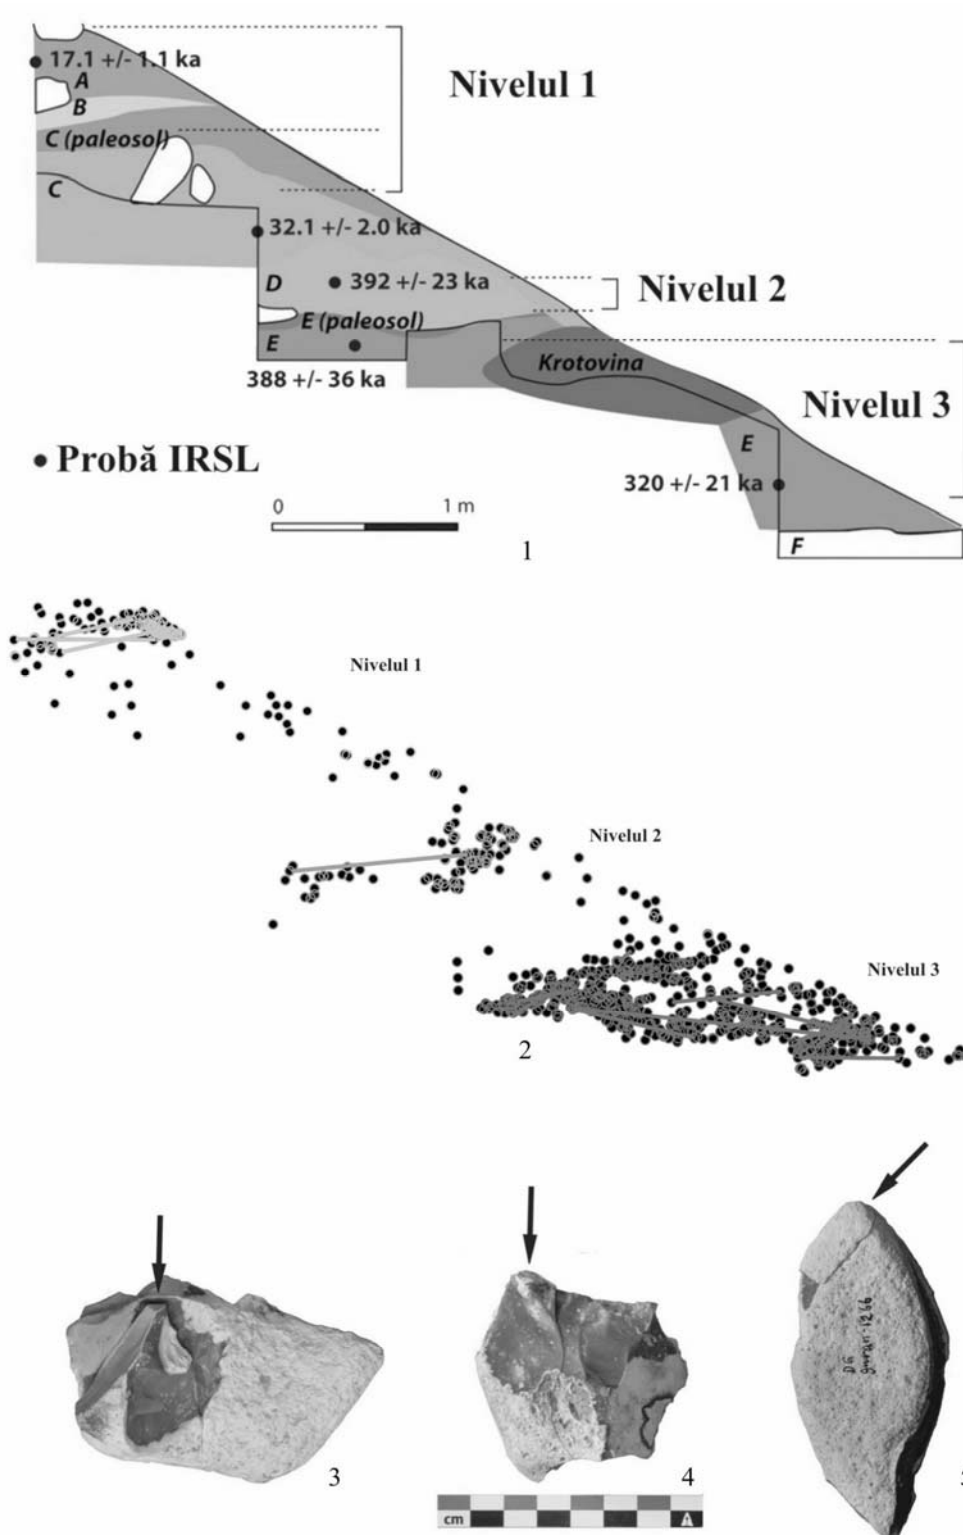 17.1 +/- 1.1 ka
Nivelul 1
A
B
C (paleosol)
C
32.1 +/- 2.0 ka
D
392 +/- 23 ka
Nivelul 2
E (paleosol)
E
388 +/- 36 ka
Krotovina
Nivelul 3
• Probă IRSL
E
320 +/- 21 ka
0 1 m
F
1
Nivelul 1
Nivelul 2
Nivelul 3
2
3
4
cm